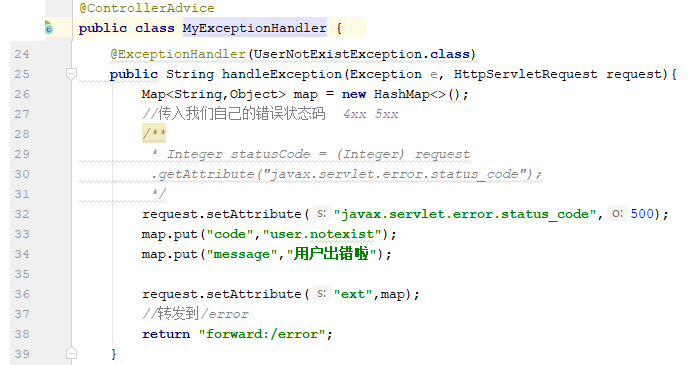 @ControllerAdvice
public class MyExceptionHandler {
24 @ExceptionHandler(UserNotExistException.class)
25 public String handleException(Exception e, HttpServletRequest request){
26 Map<String,Object> map = new HashMap<>();
27 //传入我们自己的错误状态码  4xx 5xx
28 /**
29 * Integer statusCode = (Integer) request
30 .getAttribute("javax.servlet.error.status_code");
31 */
32 request.setAttribute( s: "javax.servlet.error.status_code", o: 500);
33 map.put("code","user.notexist");
34 map.put("message","用户出错啦");
35
36 request.setAttribute( s: "ext",map);
37 //转发到/error
38 return "forward:/error";
39 }